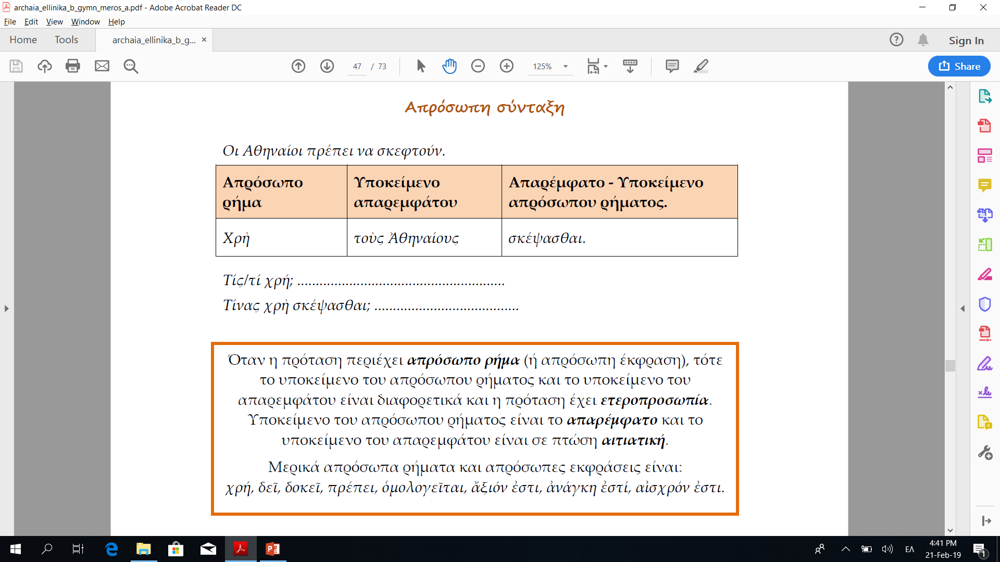 archaia_ellinika_b_gymn_meros_a.pdf - Adobe Acrobat Reader DC
File Edit View Window Help
Home Tools archaia_ellinika_b_g... × Sign In
47 / 73 125% Share
Απρόσωπη σύνταξη
Οι Αθηναίοι πρέπει να σκεφτούν.
Απρόσωπο ρήμα
Υποκείμενο απαρεμφάτου
Απαρέμφατο - Υποκείμενο απρόσωπου ρήματος.
Χρὴ τοὺς Ἀθηναίους σκέψασθαι.
Τίς/τί χρή; ........................................................
Τίνας χρὴ σκέψασθαι; .......................................
Όταν η πρόταση περιέχει απρόσωπο ρήμα (ή απρόσωπη έκφραση), τότε
το υποκείμενο του απρόσωπου ρήματος και το υποκείμενο του
απαρεμφάτου είναι διαφορετικά και η πρόταση έχει ετεροπροσωπία.
Υποκείμενο του απρόσωπου ρήματος είναι το απαρέμφατο και το
υποκείμενο του απαρεμφάτου είναι σε πτώση αιτιατική.
Μερικά απρόσωπα ρήματα και απρόσωπες εκφράσεις είναι:
χρή, δεῖ, δοκεῖ, πρέπει, ὁμολογεῖται, ἄξιόν ἐστι, ἀνάγκη ἐστί, αἰσχρόν ἐστι.
ΕΛ
4:41 PM
21-Feb-19
1